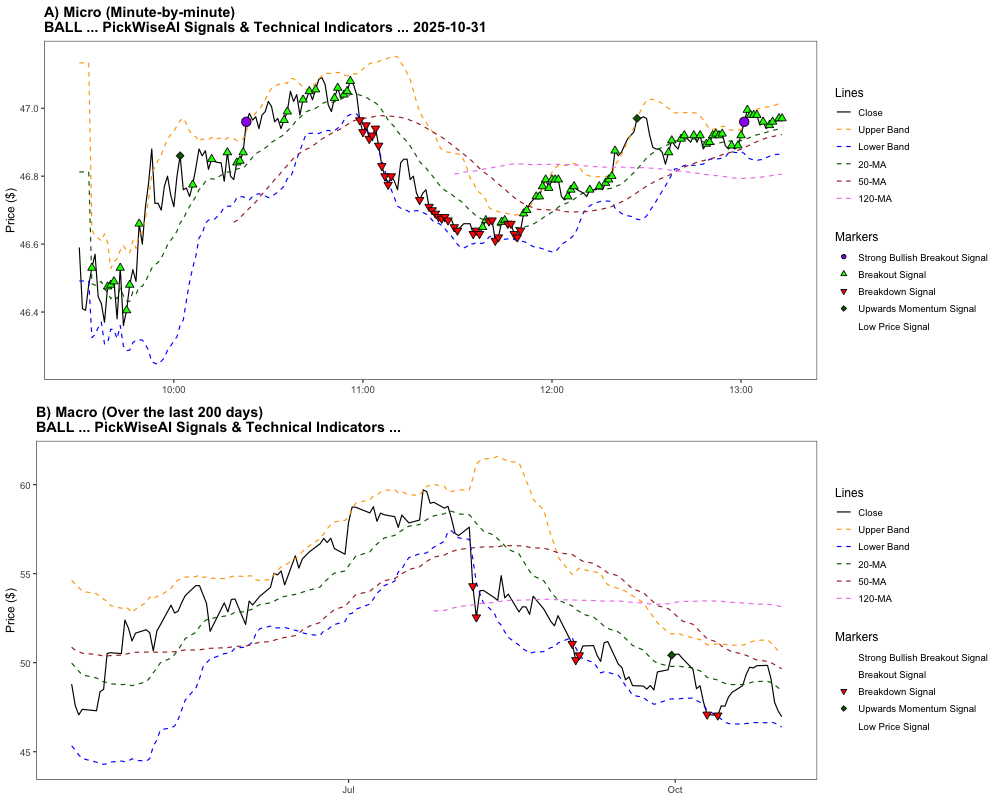 A) Micro (Minute-by-minute)
BALL ... PickWiseAI Signals & Technical Indicators ... 2025-10-31
Price ($)
47.0
46.8
46.6
46.4
10:00
11:00
12:00
13:00
Lines
Close
Upper Band
Lower Band
20-MA
50-MA
120-MA
Markers
Strong Bullish Breakout Signal
Breakout Signal
Breakdown Signal
Upwards Momentum Signal
Low Price Signal
B) Macro (Over the last 200 days)
BALL ... PickWiseAI Signals & Technical Indicators ...
Price ($)
60
55
50
45
Jul
Oct
Lines
Close
Upper Band
Lower Band
20-MA
50-MA
120-MA
Markers
Strong Bullish Breakout Signal
Breakout Signal
Breakdown Signal
Upwards Momentum Signal
Low Price Signal